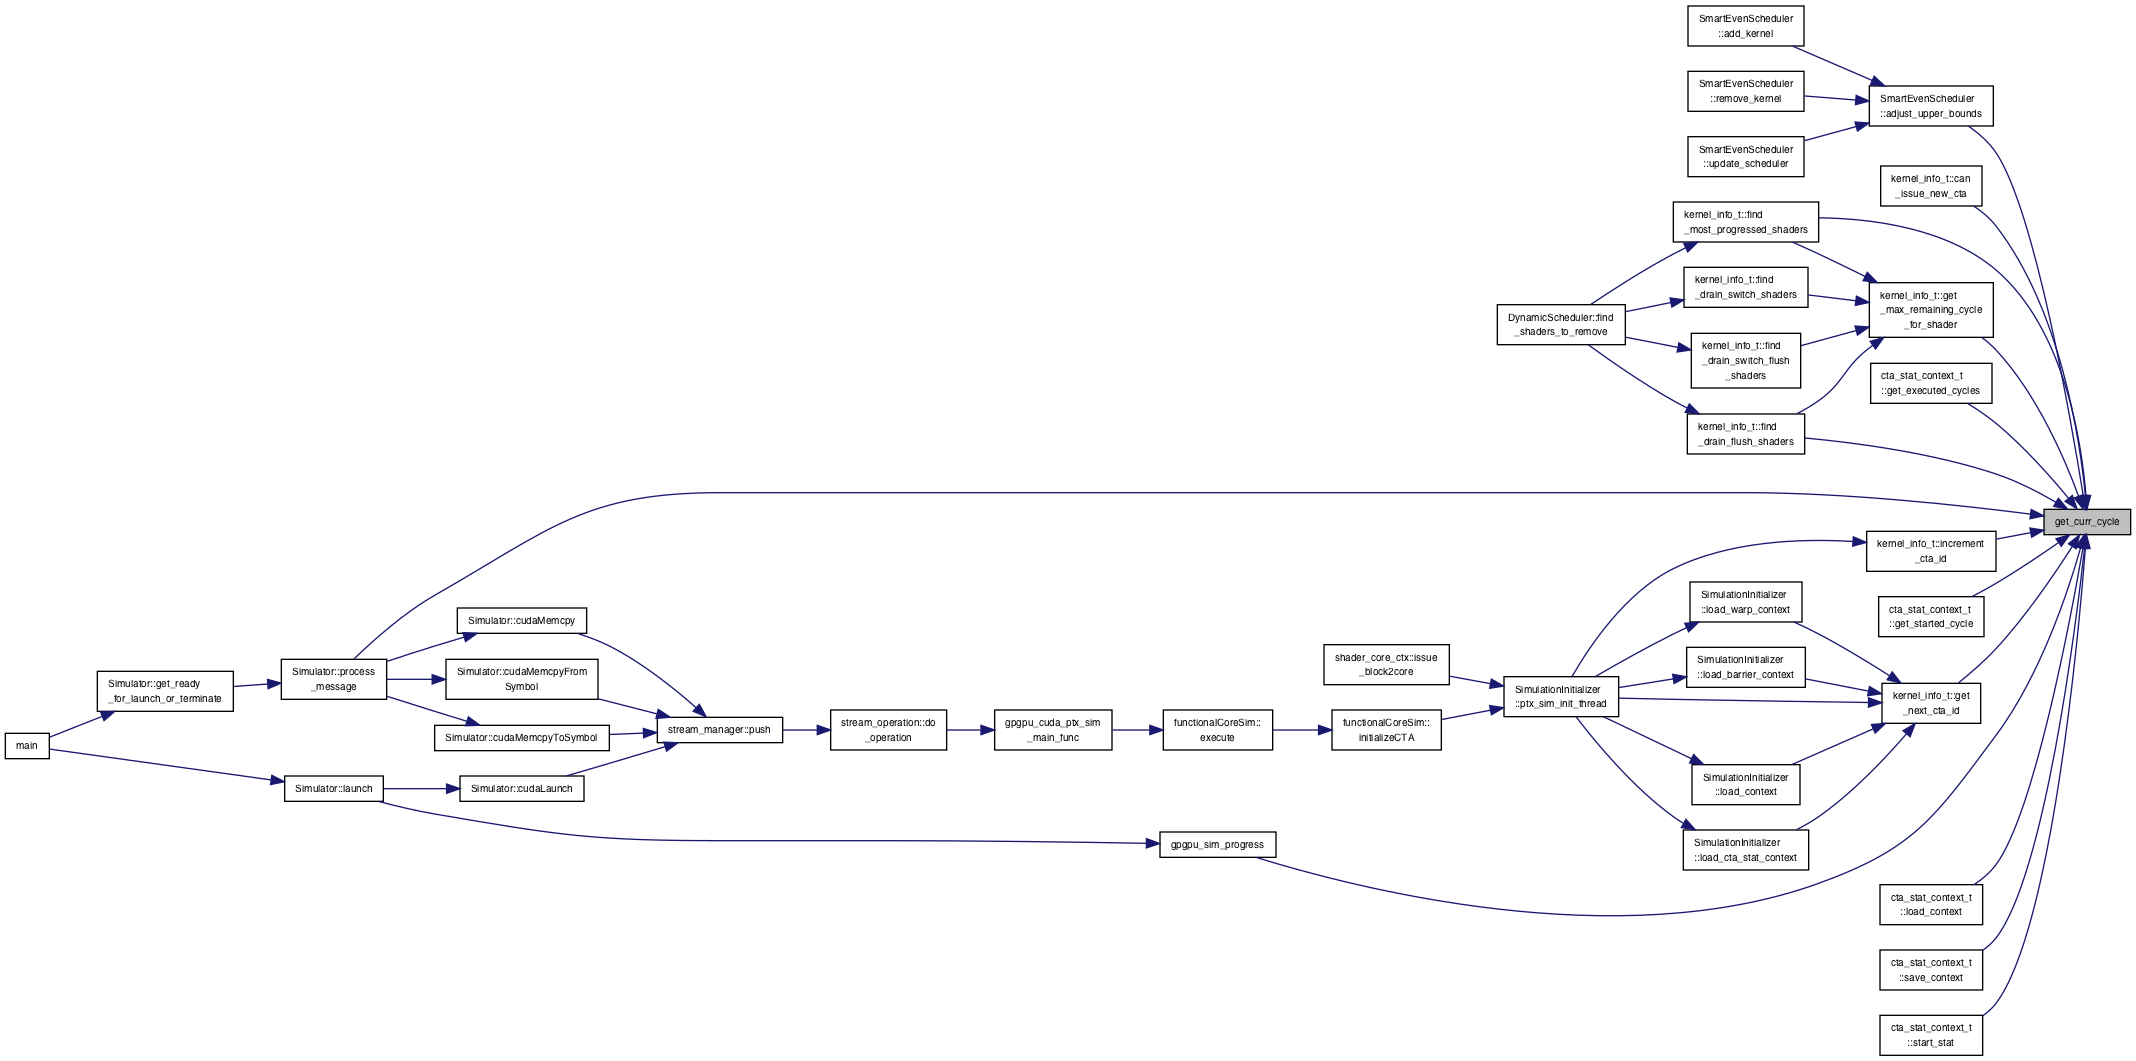 SmartEvenScheduler
::add_kernel
SmartEvenScheduler
::remove_kernel
SmartEvenScheduler
::adjust_upper_bounds
SmartEvenScheduler
::update_scheduler
kernel_info_t::can
_issue_new_cta
kernel_info_t::find
_most_progressed_shaders
kernel_info_t::find
_drain_switch_shaders
kernel_info_t::get
_max_remaining_cycle
_for_shader
DynamicScheduler::find
_shaders_to_remove
kernel_info_t::find
_drain_switch_flush
_shaders
cta_stat_context_t
::get_executed_cycles
kernel_info_t::find
_drain_flush_shaders
get_curr_cycle
kernel_info_t::increment
_cta_id
SimulationInitializer
::load_warp_context
cta_stat_context_t
::get_started_cycle
Simulator::cudaMemcpy
shader_core_ctx::issue
_block2core
SimulationInitializer
::load_barrier_context
Simulator::process
_message
Simulator::cudaMemcpyFrom
Symbol
Simulator::get_ready
_for_launch_or_terminate
SimulationInitializer
::ptx_sim_init_thread
kernel_info_t::get
_next_cta_id
stream_manager::push
stream_operation::do
_operation
gpgpu_cuda_ptx_sim
_main_func
functionalCoreSim::
execute
functionalCoreSim::
initializeCTA
Simulator::cudaMemcpyToSymbol
main
Simulator::launch
Simulator::cudaLaunch
SimulationInitializer
::load_context
gpgpu_sim_progress
SimulationInitializer
::load_cta_stat_context
cta_stat_context_t
::load_context
cta_stat_context_t
::save_context
cta_stat_context_t
::start_stat